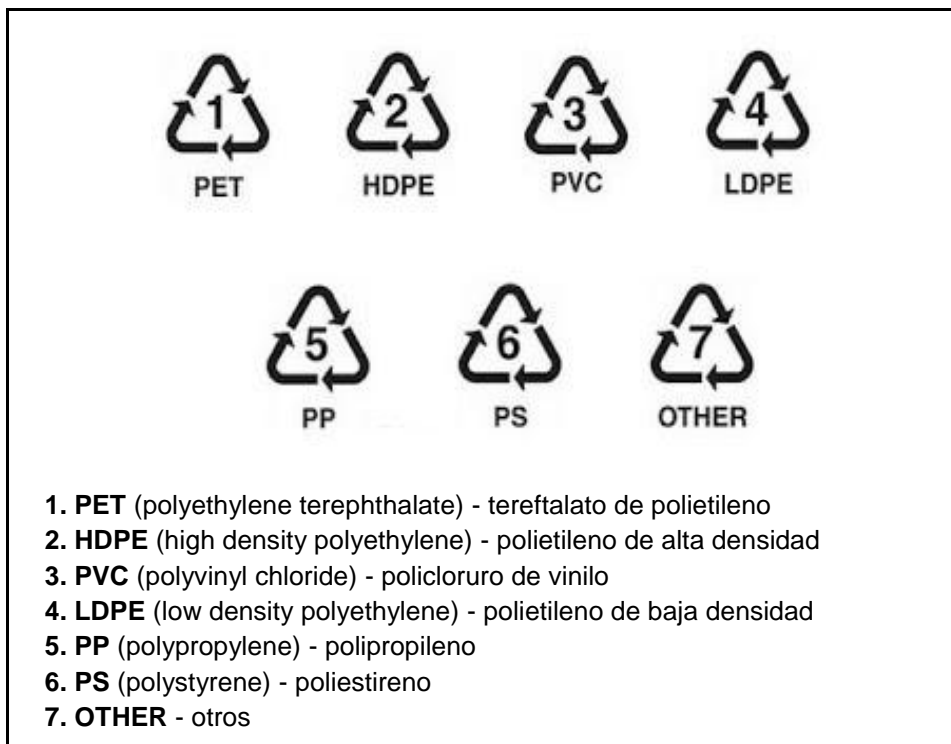 1 2 3 4
PET HDPE PVC LDPE
5 6 7
PP PS OTHER
1. PET (polyethylene terephthalate) - tereftalato de polietileno
2. HDPE (high density polyethylene) - polietileno de alta densidad
3. PVC (polyvinyl chloride) - policloruro de vinilo
4. LDPE (low density polyethylene) - polietileno de baja densidad
5. PP (polypropylene) - polipropileno
6. PS (polystyrene) - poliestireno
7. OTHER - otros